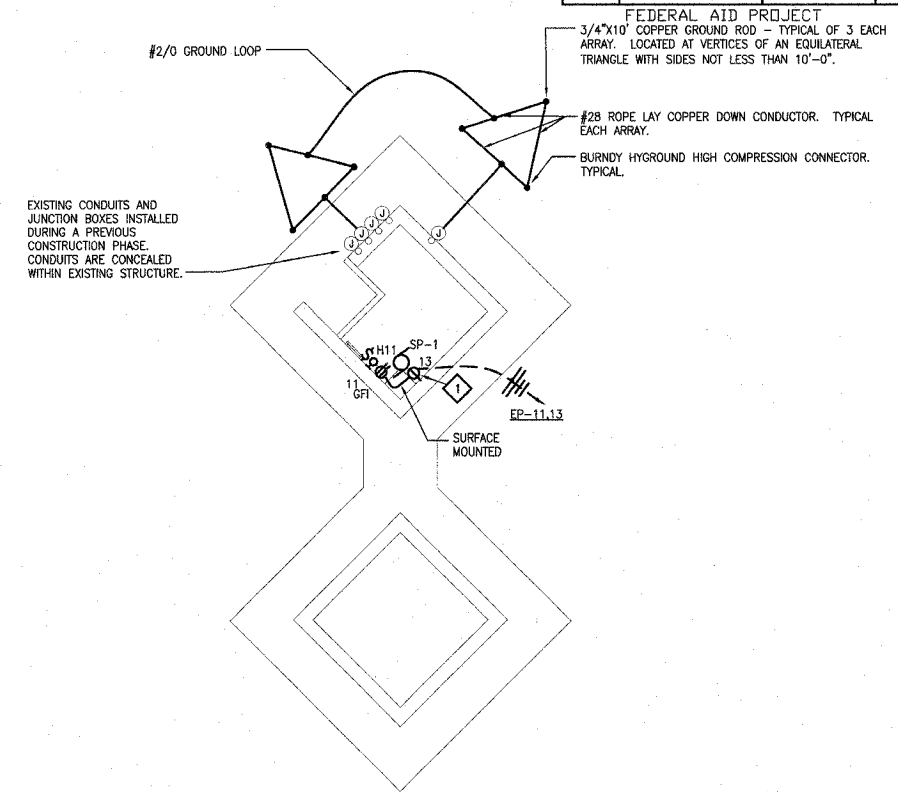 FEDERAL AID PROJECT
3/4"X10' COPPER GROUND ROD – TYPICAL OF 3 EACH
ARRAY. LOCATED AT VERTICES OF AN EQUILATERAL
TRIANGLE WITH SIDES NOT LESS THAN 10'-0".
#2/0 GROUND LOOP
#28 ROPE LAY COPPER DOWN CONDUCTOR. TYPICAL
EACH ARRAY.
BURNDY HYGROUND HIGH COMPRESSION CONNECTOR.
TYPICAL.
EXISTING CONDUITS AND
JUNCTION BOXES INSTALLED
DURING A PREVIOUS
CONSTRUCTION PHASE.
CONDUITS ARE CONCEALED
WITHIN EXISTING STRUCTURE.
J J J J
J
H11
SP-1
13
11
GFI
1
EP-11,13
SURFACE
MOUNTED